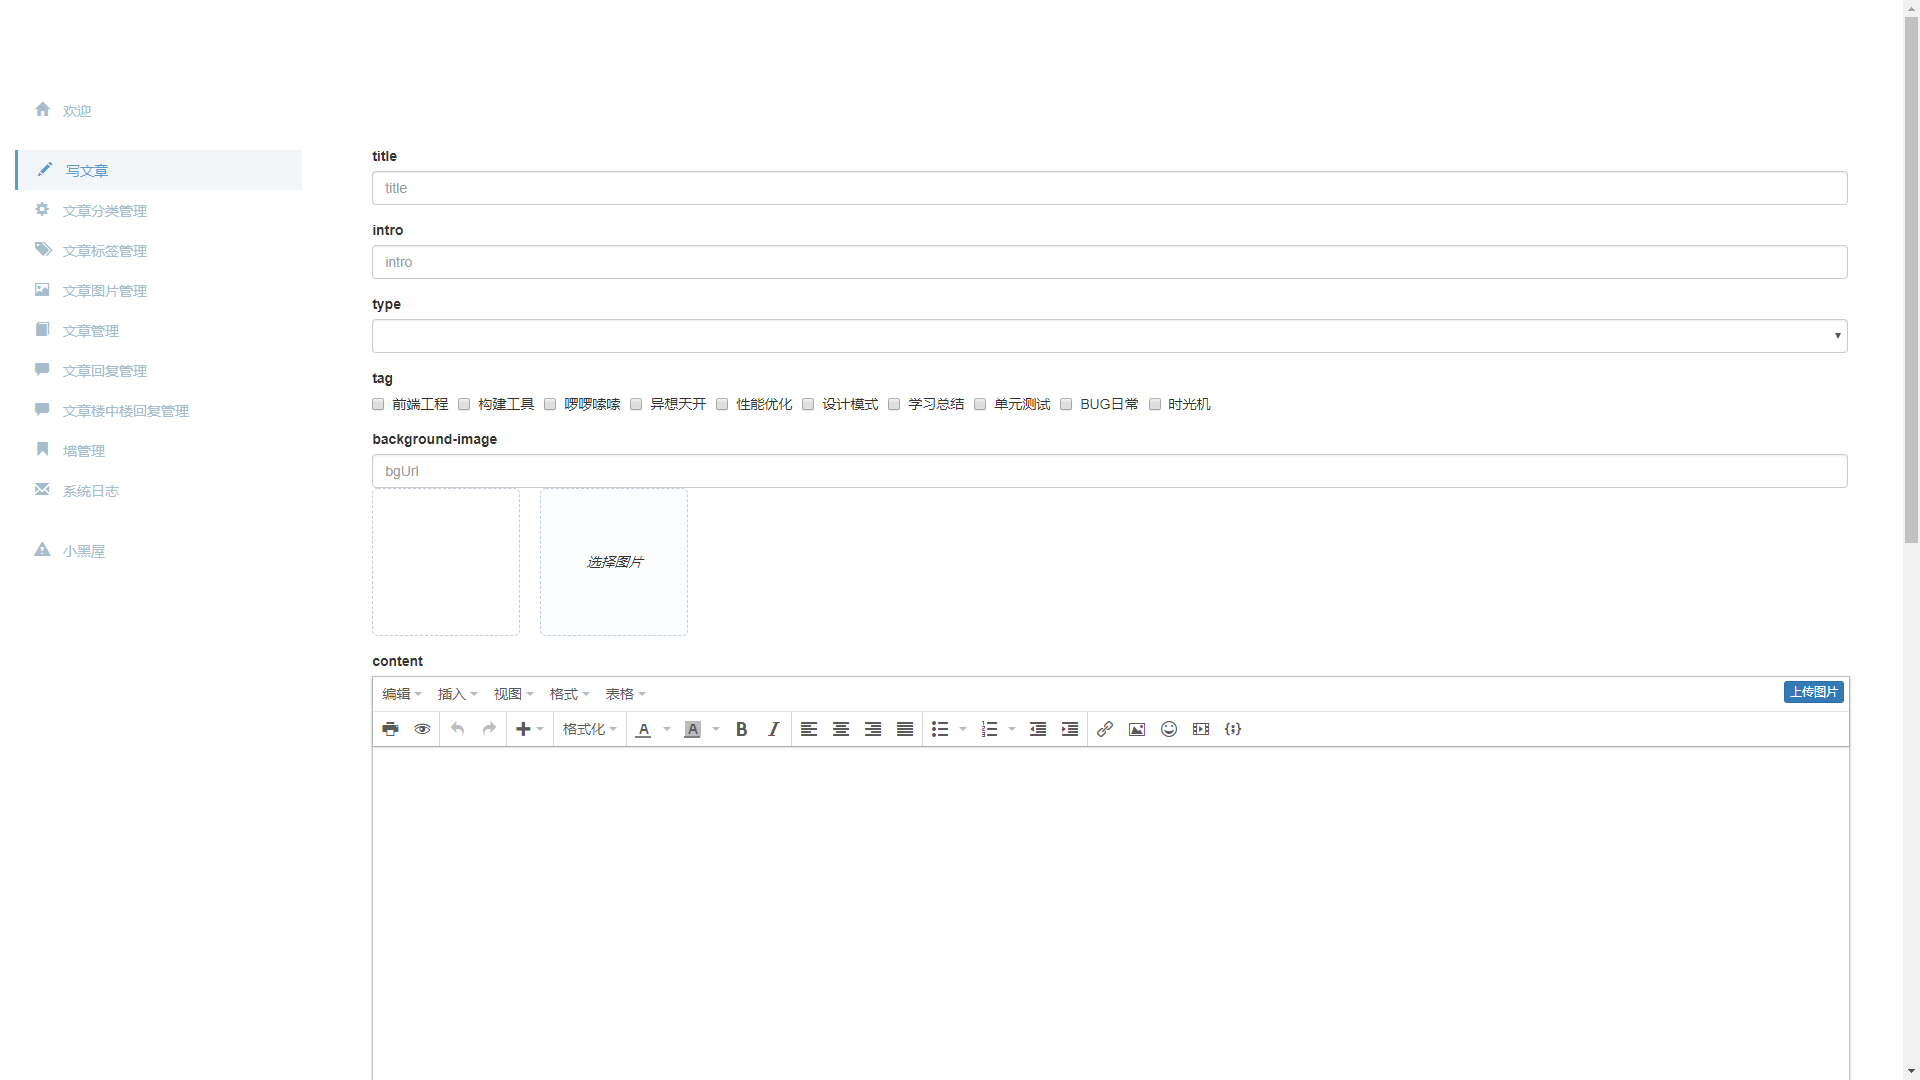 欢迎
写文章
文章分类管理
文章标签管理
文章图片管理
文章管理
文章回复管理
文章楼中楼回复管理
墙管理
系统日志
小黑屋
title
title
intro
intro
type
tag
前端工程 构建工具 啰啰嗦嗦 异想天开 性能优化 设计模式 学习总结 单元测试 BUG日常 时光机
background-image
bgUrl
选择图片
content
编辑 插入 视图 格式 表格 上传图片
格式化 A A B I